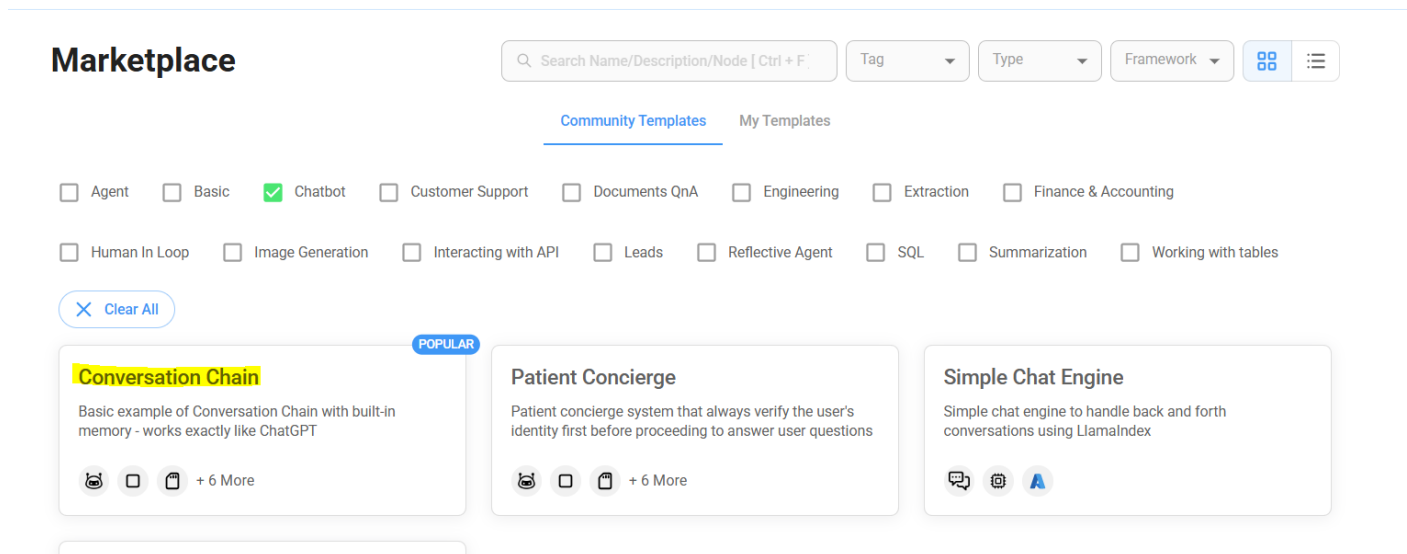 Marketplace
Search Name/Description/Node [ Ctrl + F
Tag
Type
Framework
Community Templates My Templates
Agent Basic Chatbot Customer Support Documents QnA Engineering Extraction Finance & Accounting
Human In Loop Image Generation Interacting with API Leads Reflective Agent SQL Summarization Working with tables
Clear All
POPULAR
Conversation Chain
Basic example of Conversation Chain with built-in
memory - works exactly like ChatGPT
+ 6 More
Patient Concierge
Patient concierge system that always verify the user's
identity first before proceeding to answer user questions
+ 6 More
Simple Chat Engine
Simple chat engine to handle back and forth
conversations using LlamaIndex